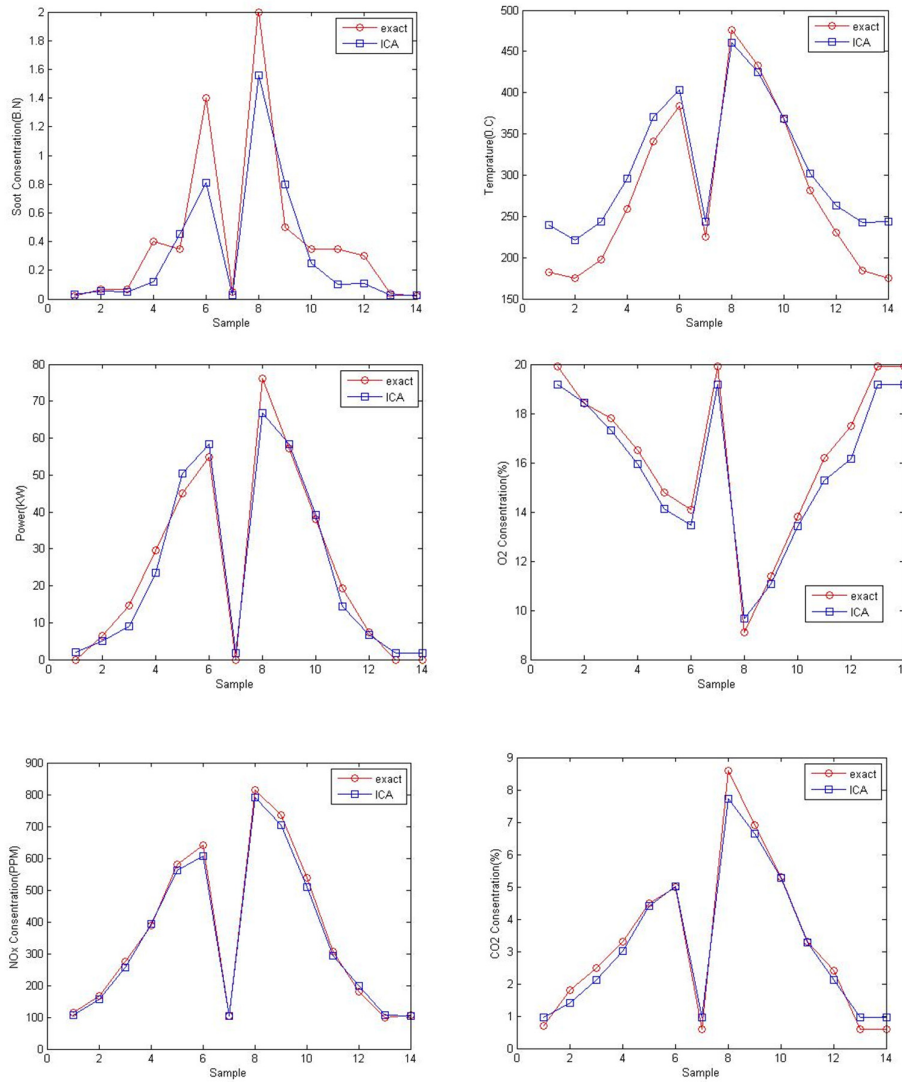 2
1.8
1.6
1.4
1.2
1
0.8
0.6
0.4
0.2
0
Soot Consentration(B.N)
exact
ICA
0 2 4 6 8 10 12 14
Sample
500
450
400
350
300
250
200
150
Temprature(0.C)
exact
ICA
0 2 4 6 8 10 12 14
Sample
80
70
60
50
40
30
20
10
0
Power(KW)
exact
ICA
0 2 4 6 8 10 12 14
Sample
20
18
16
14
12
10
8
O2 Consentration(%)
exact
ICA
0 2 4 6 8 10 12 14
Sample
900
800
700
600
500
400
300
200
100
0
NOx Consentration(PPM)
exact
ICA
0 2 4 6 8 10 12 14
Sample
9
8
7
6
5
4
3
2
1
0
CO2 Consentration(%)
exact
ICA
0 2 4 6 8 10 12 14
Sample